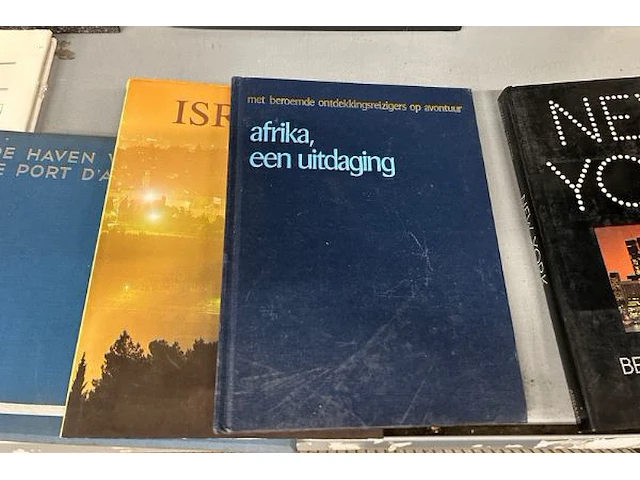 DE HAVEN
PORT D'A
ISR
met beroemde ontdekkingsreizigers op avontuur
afrika,
een uitdaging
NEW YORK
NE
YO
BE